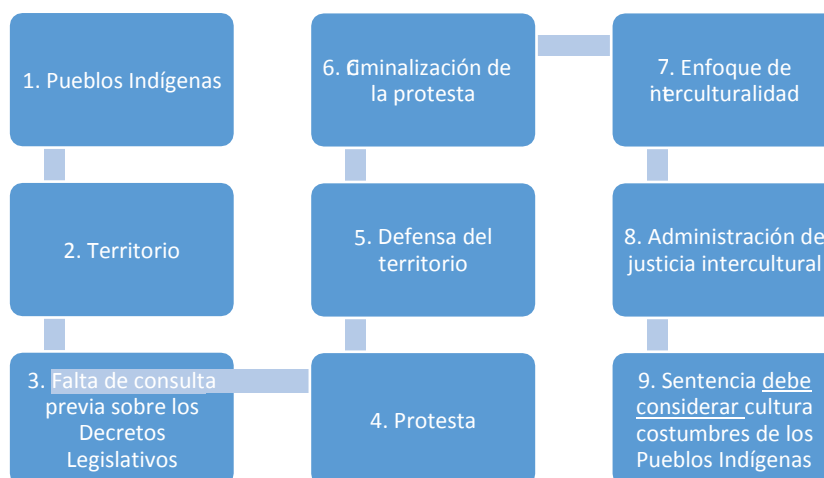 1. Pueblos Indígenas
2. Territorio
3. Falta de consulta
previa sobre los
Decretos
Legislativos
4. Protesta
5. Defensa del
territorio
6. Criminalización de
la protesta
7. Enfoque de
interculturalidad
8. Administración de
justicia intercultural
9. Sentencia debe
considerar cultura
costumbres de los
Pueblos Indígenas